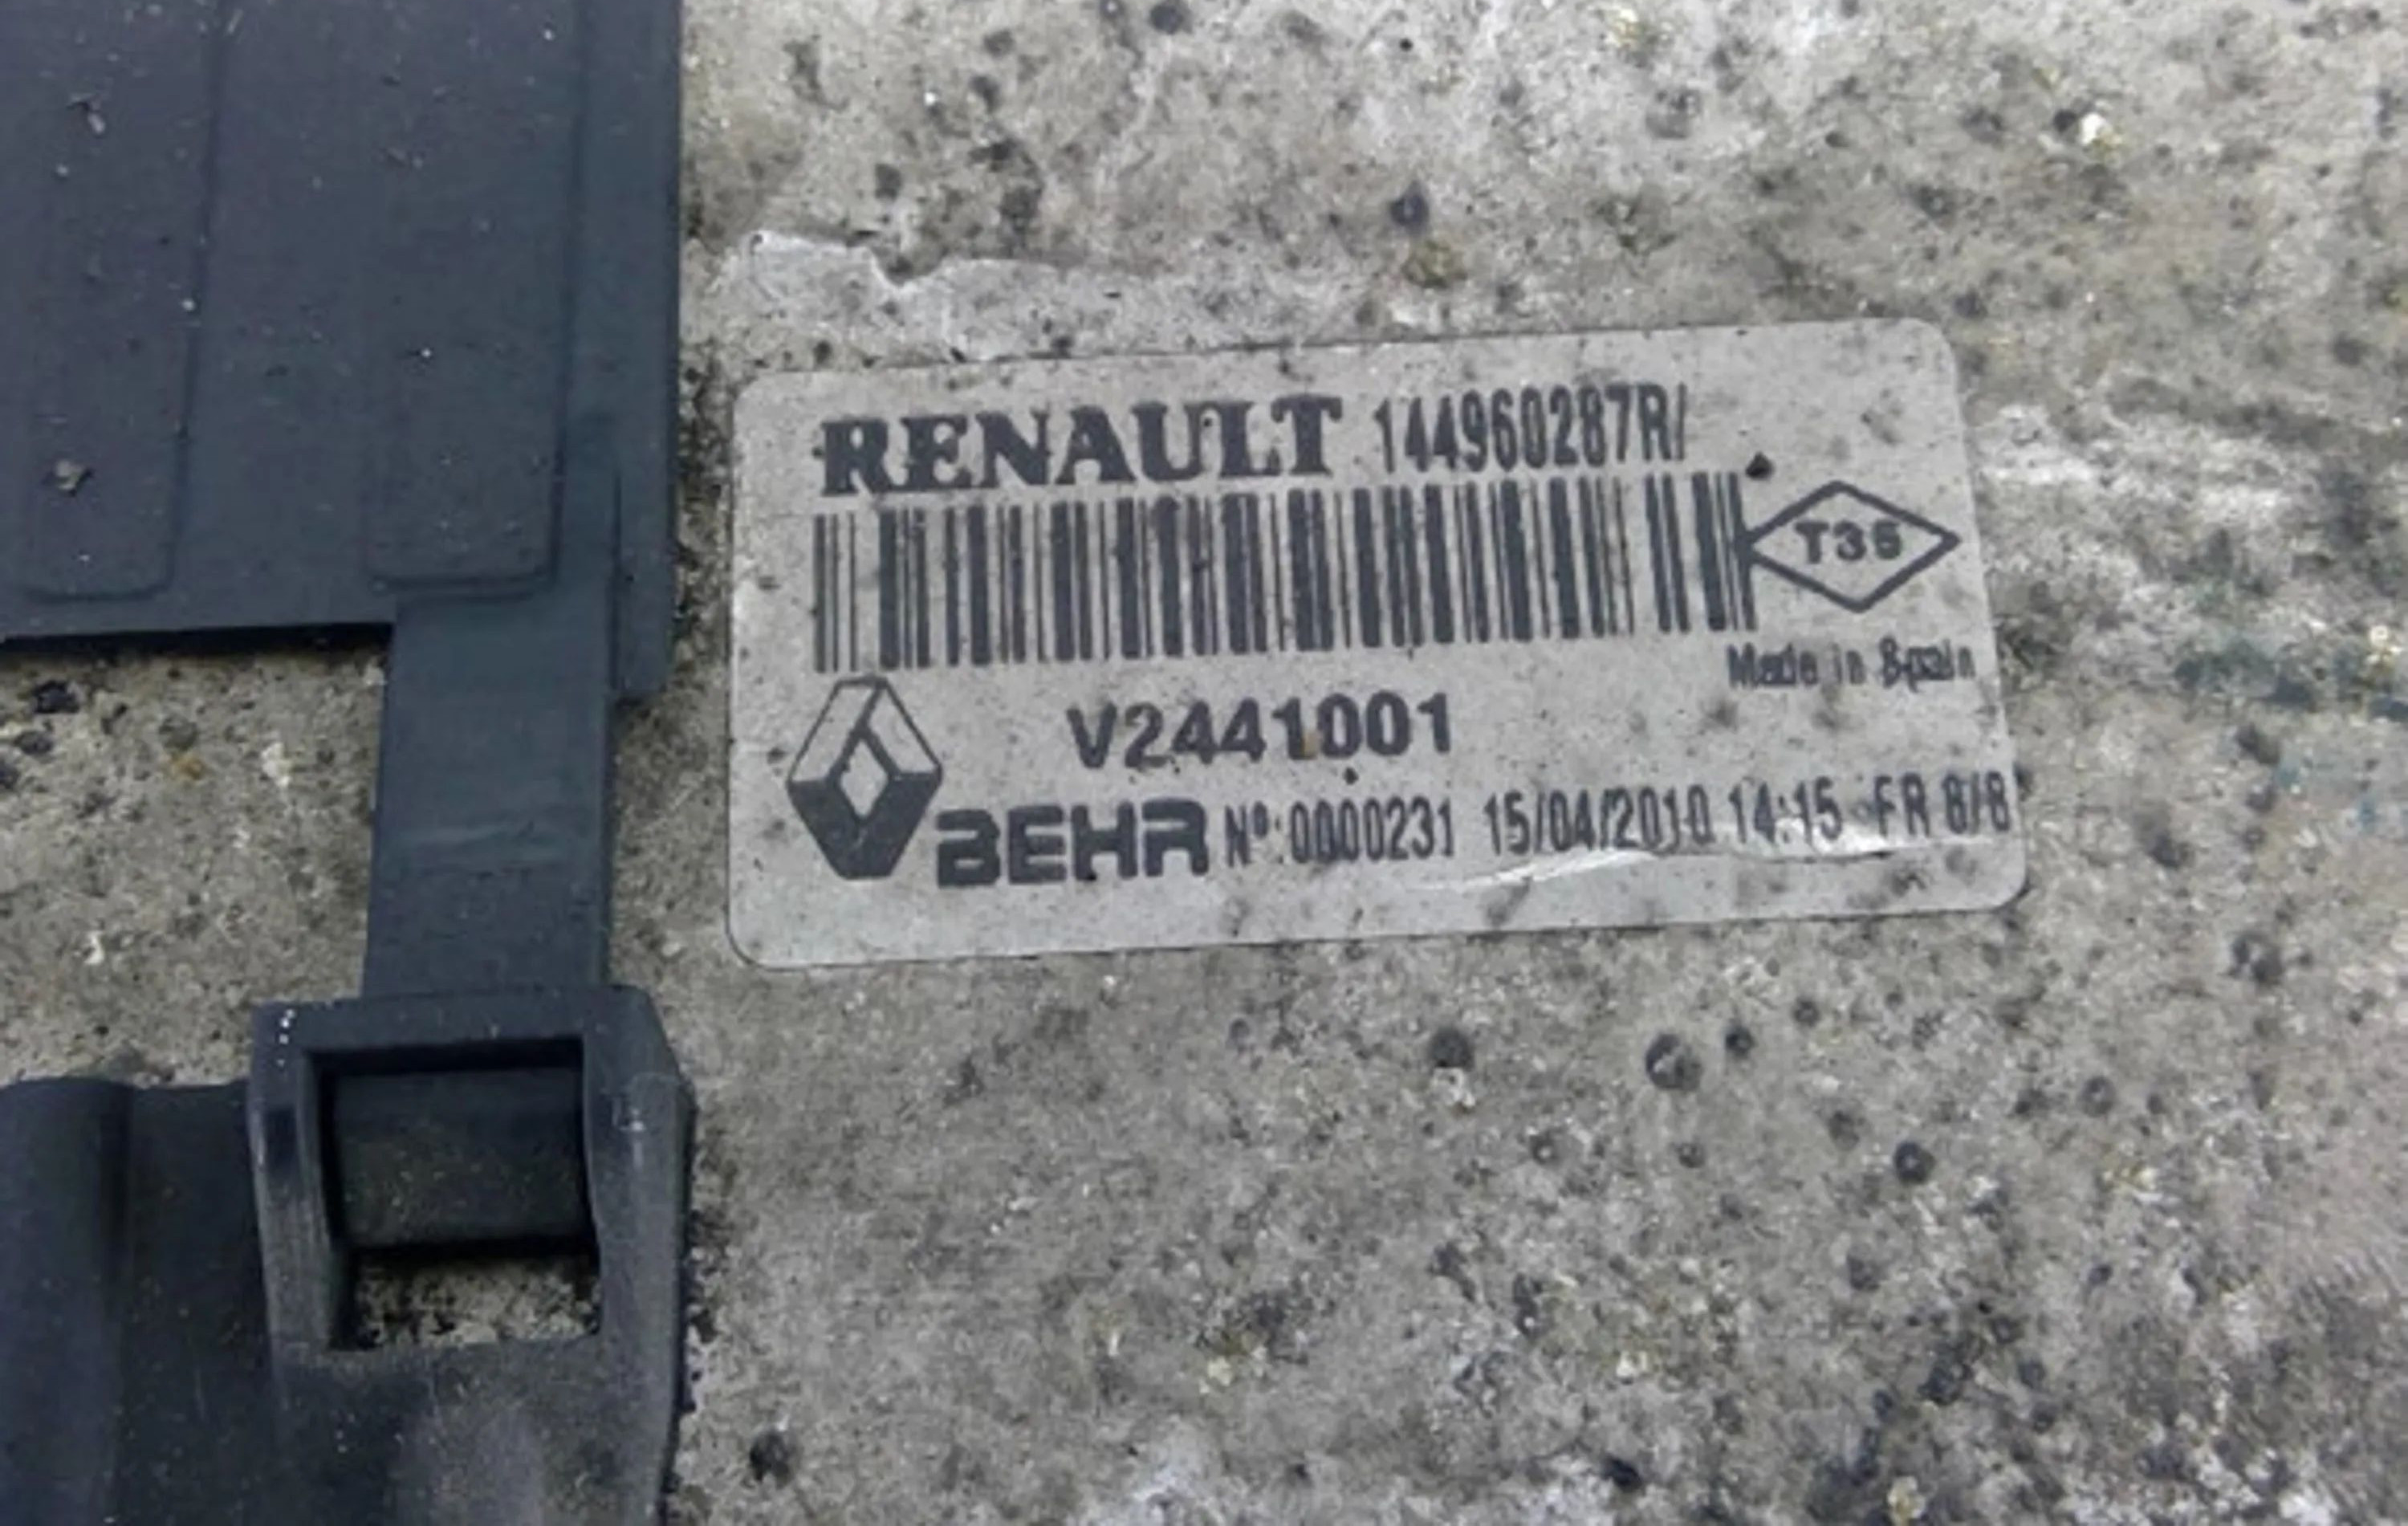 RENAULT 144960287R/
T35
Made in Spain
V2441001
BEHR Nº:0000231 15/04/2010 14:15 FR 8/8